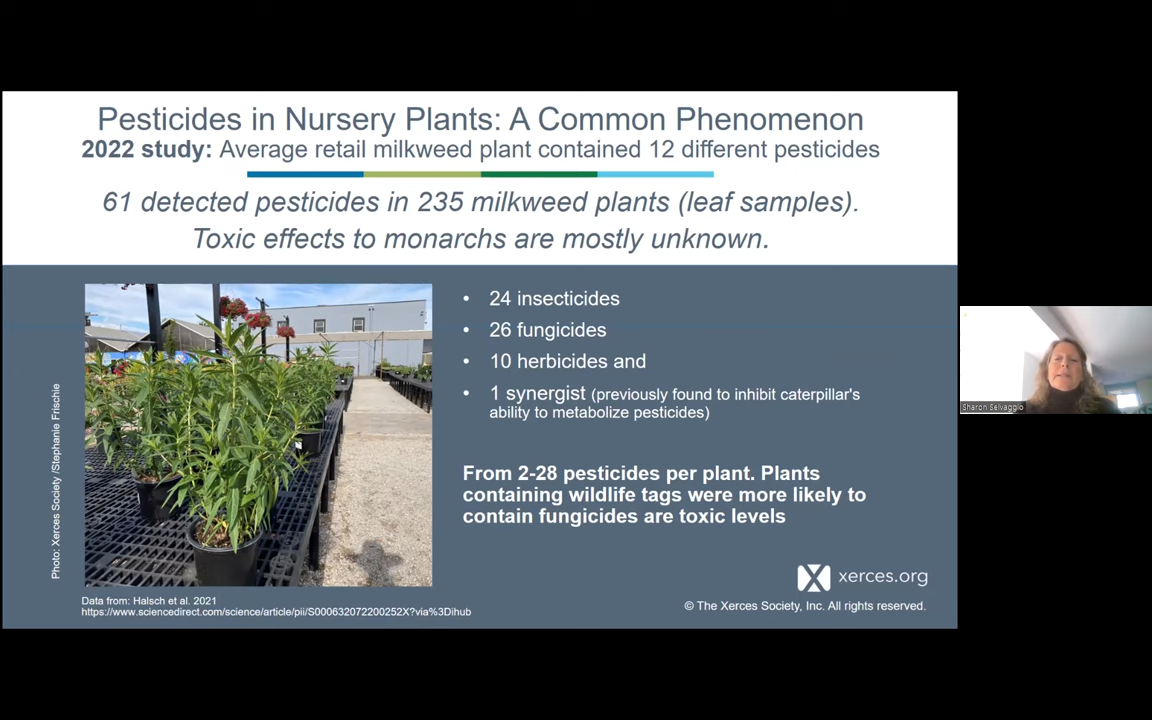 Pesticides in Nursery Plants: A Common Phenomenon
2022 study: Average retail milkweed plant contained 12 different pesticides
61 detected pesticides in 235 milkweed plants (leaf samples).
Toxic effects to monarchs are mostly unknown.
• 24 insecticides
• 26 fungicides
• 10 herbicides and
• 1 synergist (previously found to inhibit caterpillar's
ability to metabolize pesticides)
From 2-28 pesticides per plant. Plants
containing wildlife tags were more likely to
contain fungicides are toxic levels
Photo: Xerces Society /Stephanie Frischie
Data from: Halsch et al. 2021
https://www.sciencedirect.com/science/article/pii/S000632072200252X?via%3Dihub
xerces.org
© The Xerces Society, Inc. All rights reserved.
Sharon Selvaggio